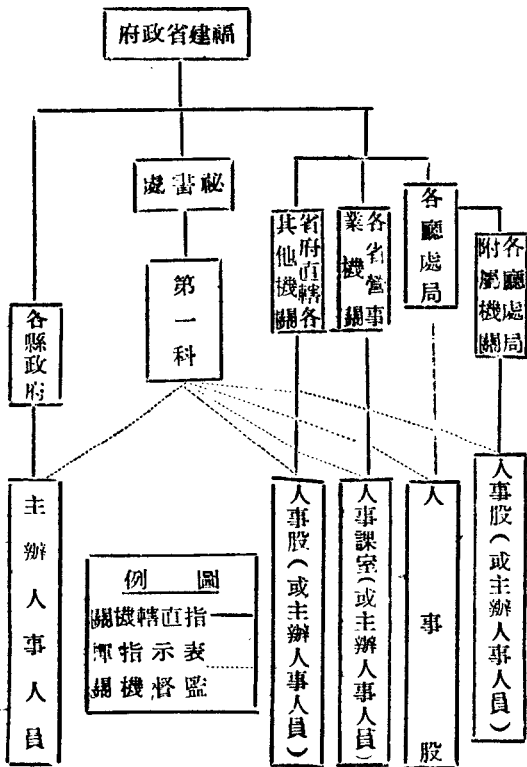 福建省政府
秘書處
第一科
各廳處局
附屬機關
各廳處局
各省營事
業機關
省府直轄各
其他機關
各縣政府
人事股（或主辦人事人員）
人事股
人事課室（或主辦人事人員）
人事股（或主辦人事人員）
主辦人事人員
圖例
指直轄機關
表示指揮
監督機關